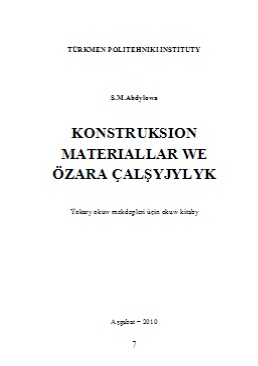 TÜRKMEN POLITEHNIKI INSTITUTY
S.M.Abdylowa
KONSTRUKSION
MATERIALLAR WE
ÖZARA ÇALŞYJYLYK
Ýokary okuw mekdepleri üçin okuw kitaby
Aşgabat – 2010
7